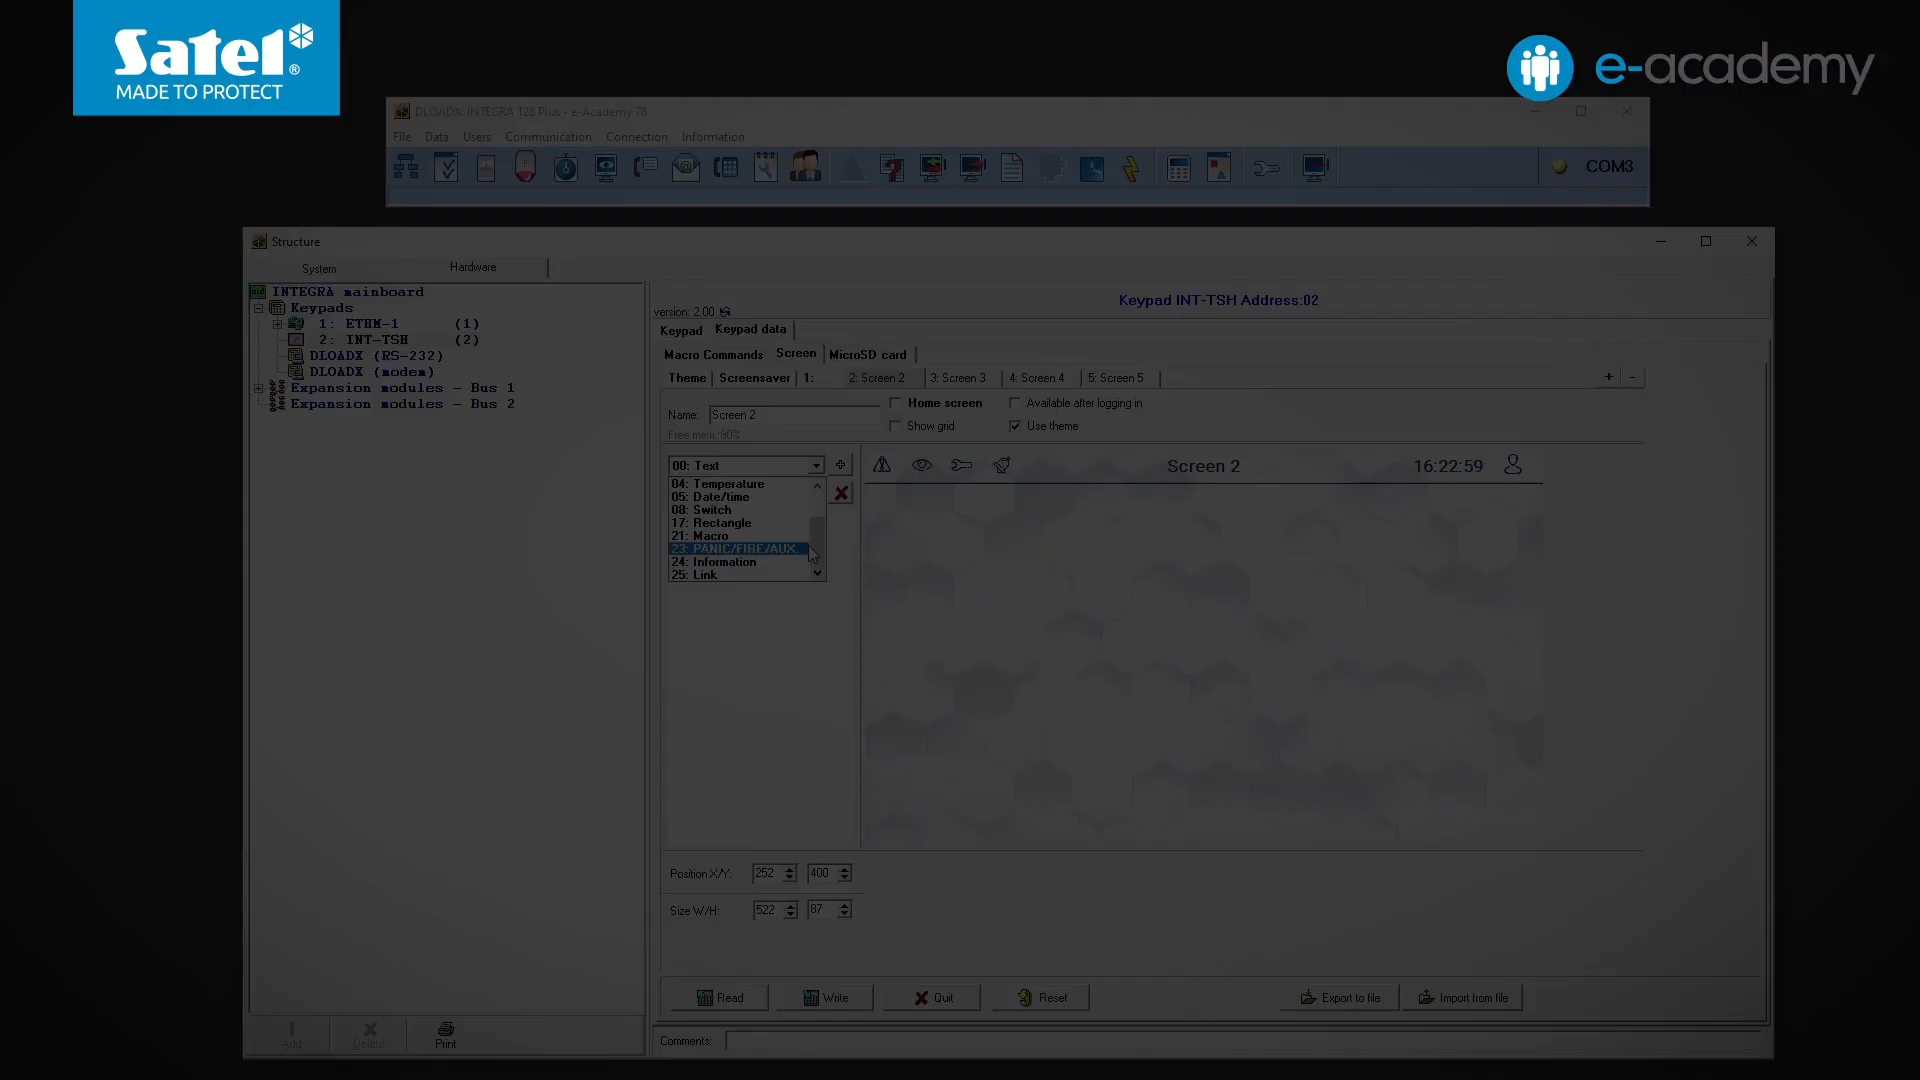 Satel®
MADE TO PROTECT
e-academy
DLOADX: INTEGRA 128 Plus - e-Academy 78
File Data Users Communication Connection Information
COM3
Structure
System Hardware
INTEGRA mainboard
Keypads
1: ETHM-1 (1)
2: INT-TSH (2)
DLOADX (RS-232)
DLOADX (modem)
Expansion modules - Bus 1
Expansion modules - Bus 2
Add
Delete
Print
Keypad INT-TSH Address:02
version: 2.00
Keypad Keypad data
Macro Commands Screen MicroSD card
Theme Screensaver 1: 2: Screen 2 3: Screen 3 4: Screen 4 5: Screen 5 + -
Name: Screen 2 Home screen Available after logging in
Free mem.:90% Show grid Use theme
00: Text
04: Temperature
05: Date/time
08: Switch
17: Rectangle
21: Macro
23: PANIC/FIRE/AUX.
24: Information
25: Link
Screen 2 16:22:59
Position X/Y: 252 400
Size W/H: 522 87
Read Write Quit Reset Export to file Import from file
Comments: